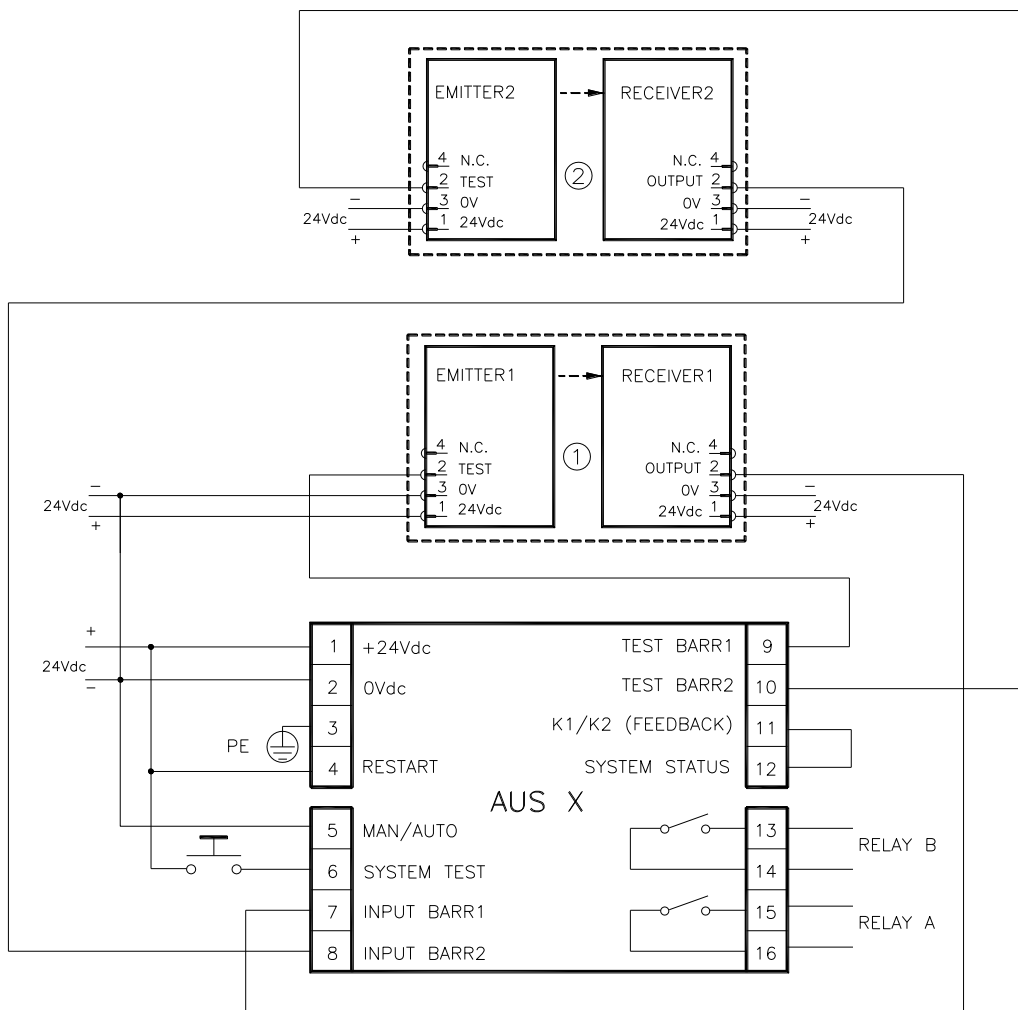 EMITTER2
RECEIVER2
4 N.C.
2 TEST
3 0V
1 24Vdc
2
N.C. 4
OUTPUT 2
0V 3
24Vdc 1
24Vdc
−
+
−
24Vdc
+
EMITTER1
RECEIVER1
4 N.C.
2 TEST
3 0V
1 24Vdc
1
N.C. 4
OUTPUT 2
0V 3
24Vdc 1
−
24Vdc
+
−
24Vdc
+
+
24Vdc
−
PE
1 +24Vdc
2 0Vdc
3
4 RESTART
5 MAN/AUTO
6 SYSTEM TEST
7 INPUT BARR1
8 INPUT BARR2
AUS X
TEST BARR1 9
TEST BARR2 10
K1/K2 (FEEDBACK) 11
SYSTEM STATUS 12
13
14
RELAY B
15
16
RELAY A